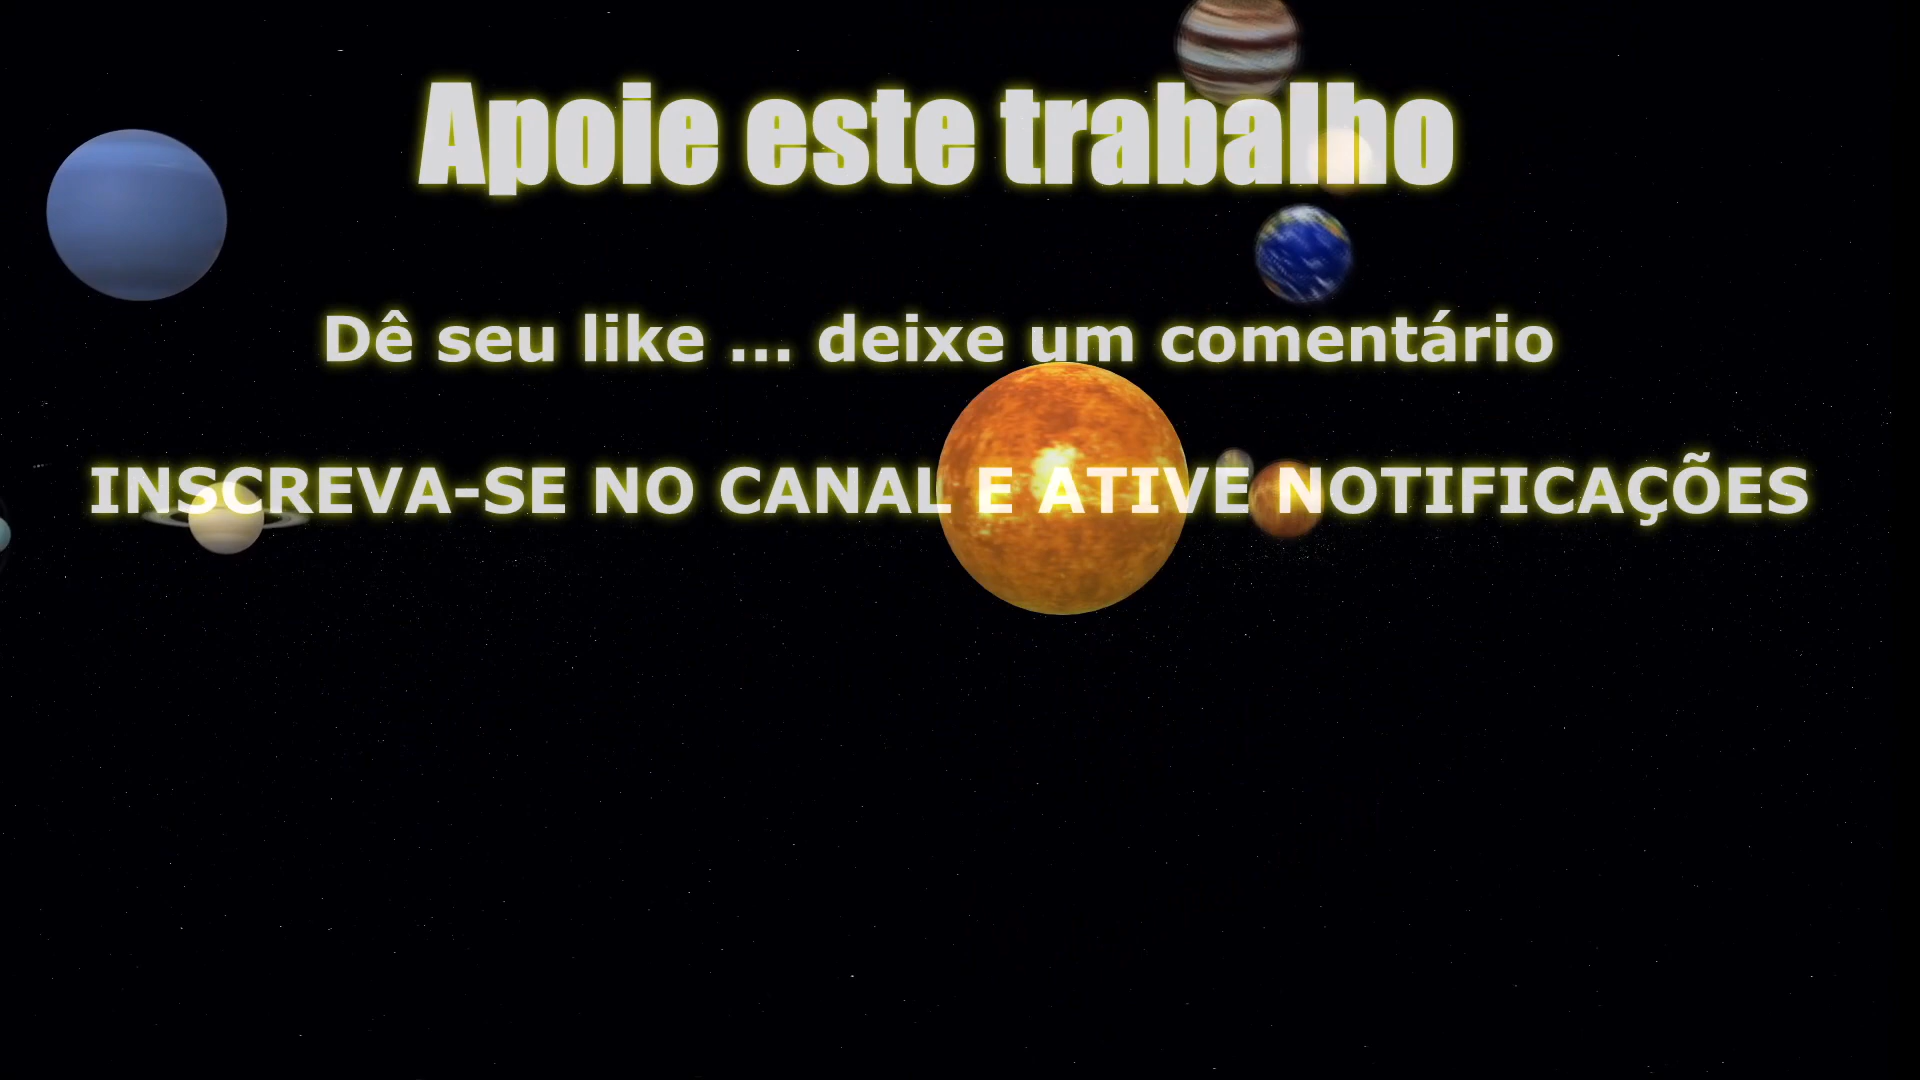 Apoie este trabalho
Dê seu like ... deixe um comentário
INSCREVA-SE NO CANAL E ATIVE NOTIFICAÇÕES